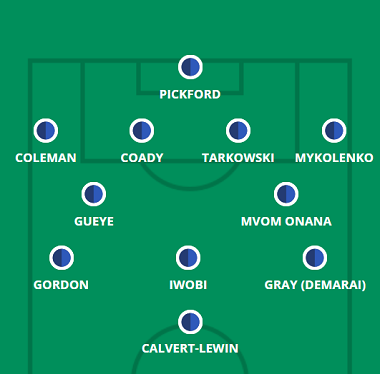 PICKFORD
COLEMAN COADY TARKOWSKI MYKOLENKO
GUEYE MVOM ONANA
GORDON IWOBI GRAY (DEMARAI)
CALVERT-LEWIN